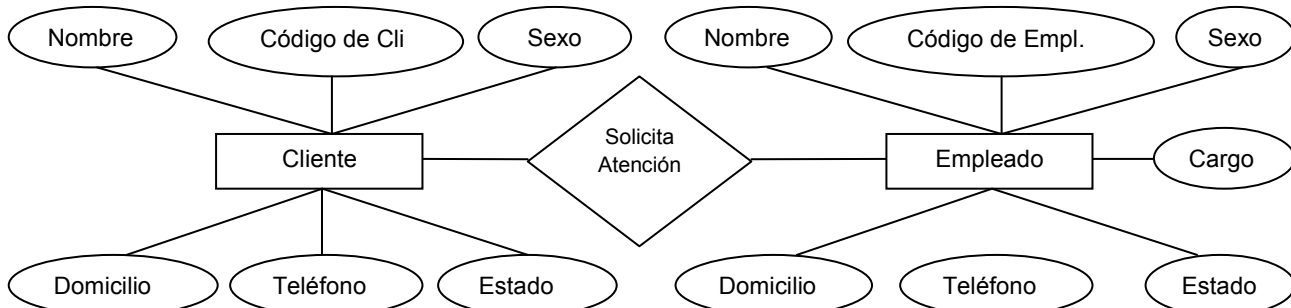 Nombre
Código de Cli
Sexo
Nombre
Código de Empl.
Sexo
Solicita
Atención
Cliente
Empleado
Cargo
Domicilio
Teléfono
Estado
Domicilio
Teléfono
Estado